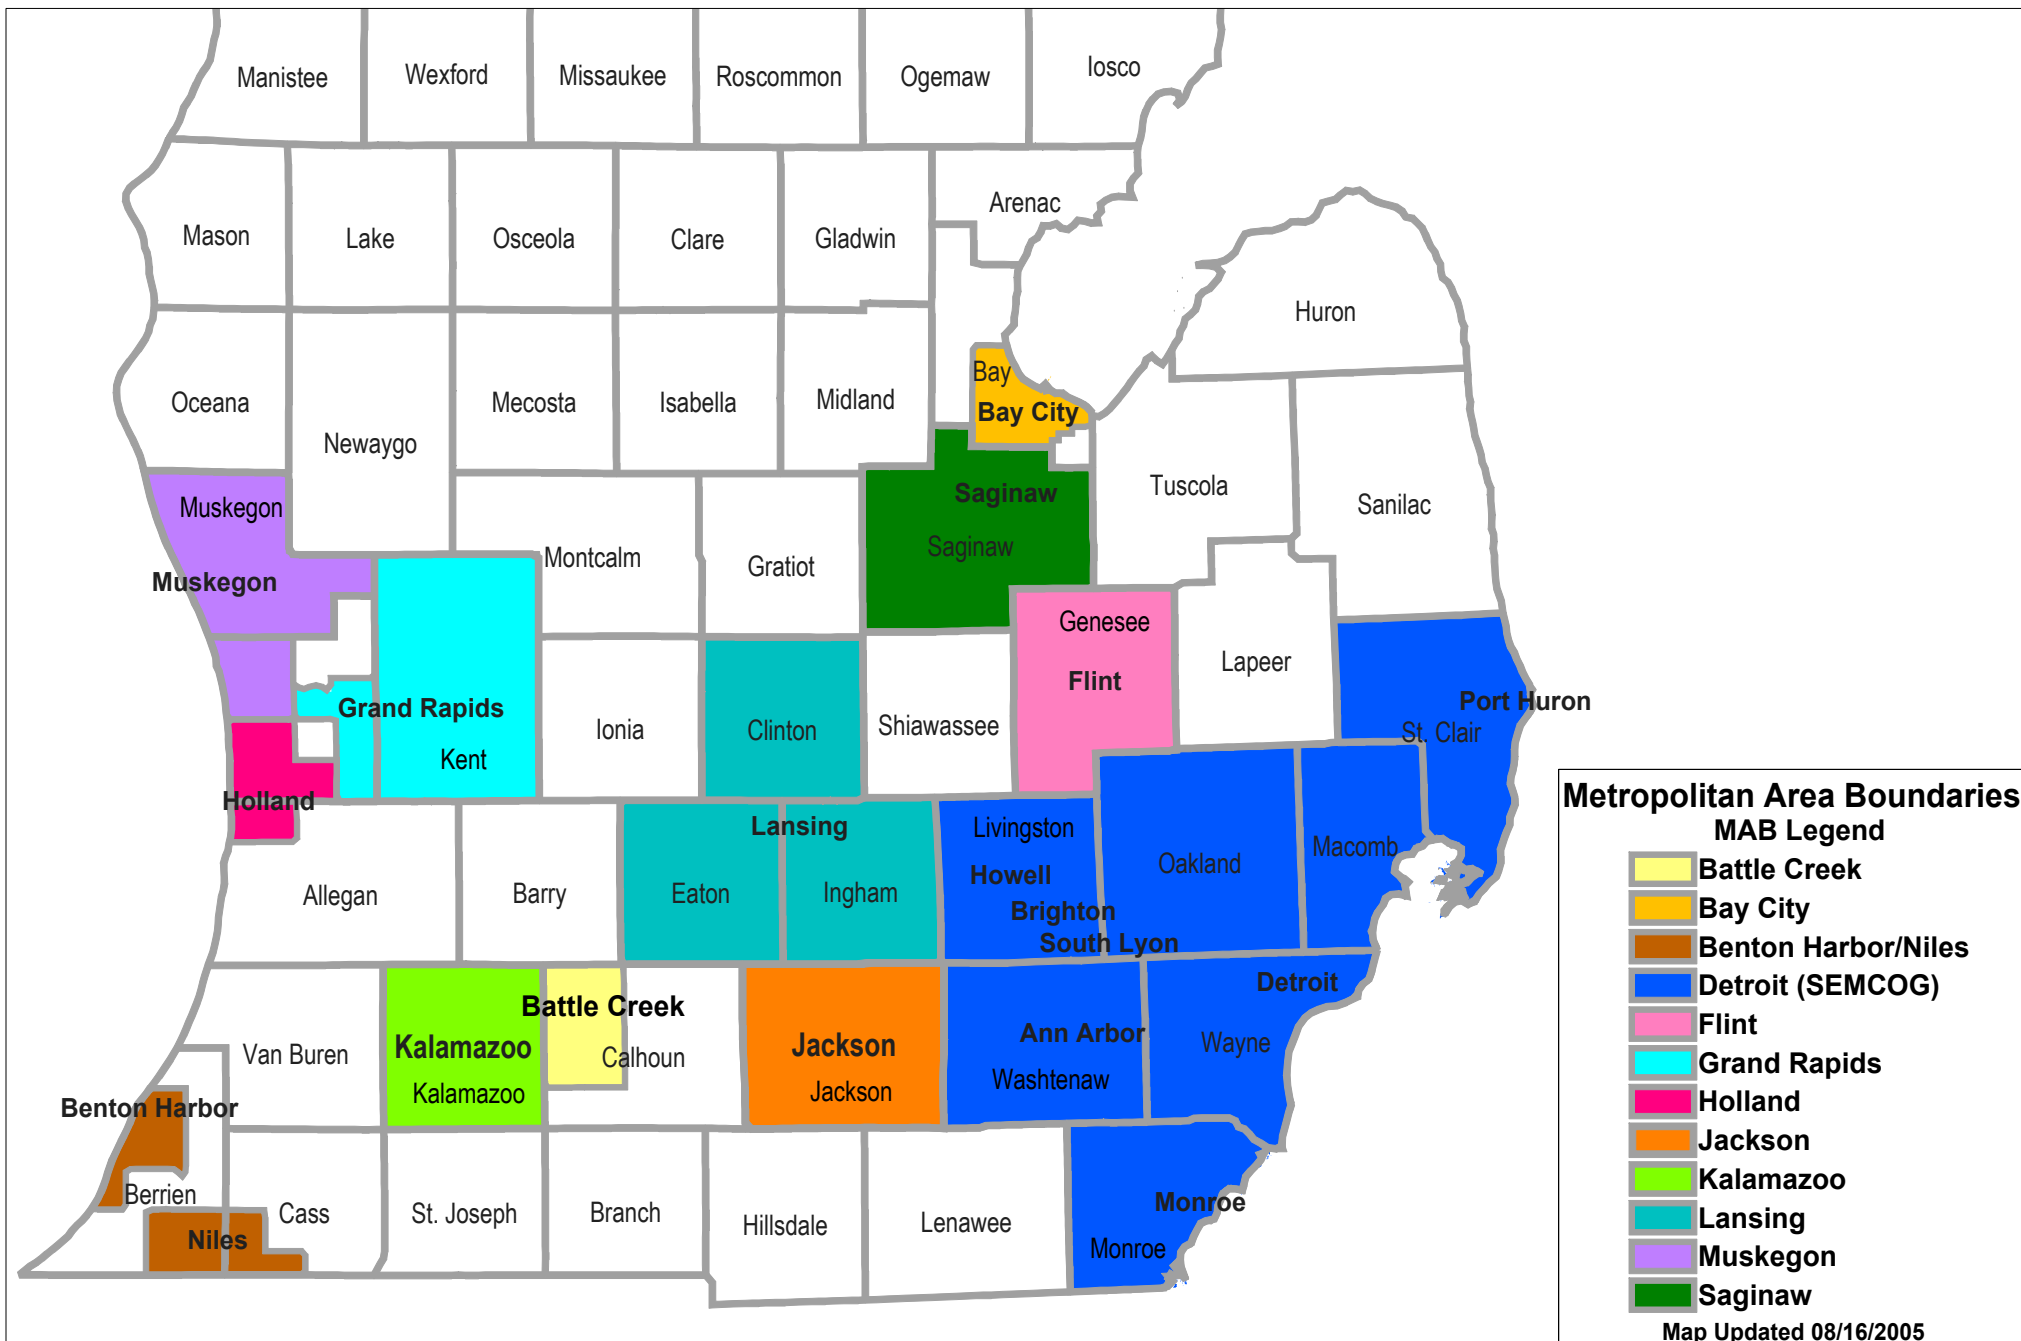 Manistee
Wexford
Missaukee
Roscommon
Ogemaw
Iosco
Mason
Lake
Osceola
Clare
Gladwin
Arenac
Huron
Oceana
Newaygo
Mecosta
Isabella
Midland
Bay
Bay City
Muskegon
Muskegon
Montcalm
Gratiot
Saginaw
Saginaw
Tuscola
Sanilac
Grand Rapids
Kent
Ionia
Clinton
Shiawassee
Genesee
Flint
Lapeer
Port Huron
St. Clair
Holland
Allegan
Barry
Lansing
Eaton
Ingham
Livingston
Howell
Brighton
South Lyon
Oakland
Macomb
Van Buren
Kalamazoo
Kalamazoo
Battle Creek
Calhoun
Jackson
Jackson
Ann Arbor
Washtenaw
Detroit
Wayne
Benton Harbor
Berrien
Niles
Cass
St. Joseph
Branch
Hillsdale
Lenawee
Monroe
Monroe
Metropolitan Area Boundaries
MAB Legend
Battle Creek
Bay City
Benton Harbor/Niles
Detroit (SEMCOG)
Flint
Grand Rapids
Holland
Jackson
Kalamazoo
Lansing
Muskegon
Saginaw
Map Updated 08/16/2005